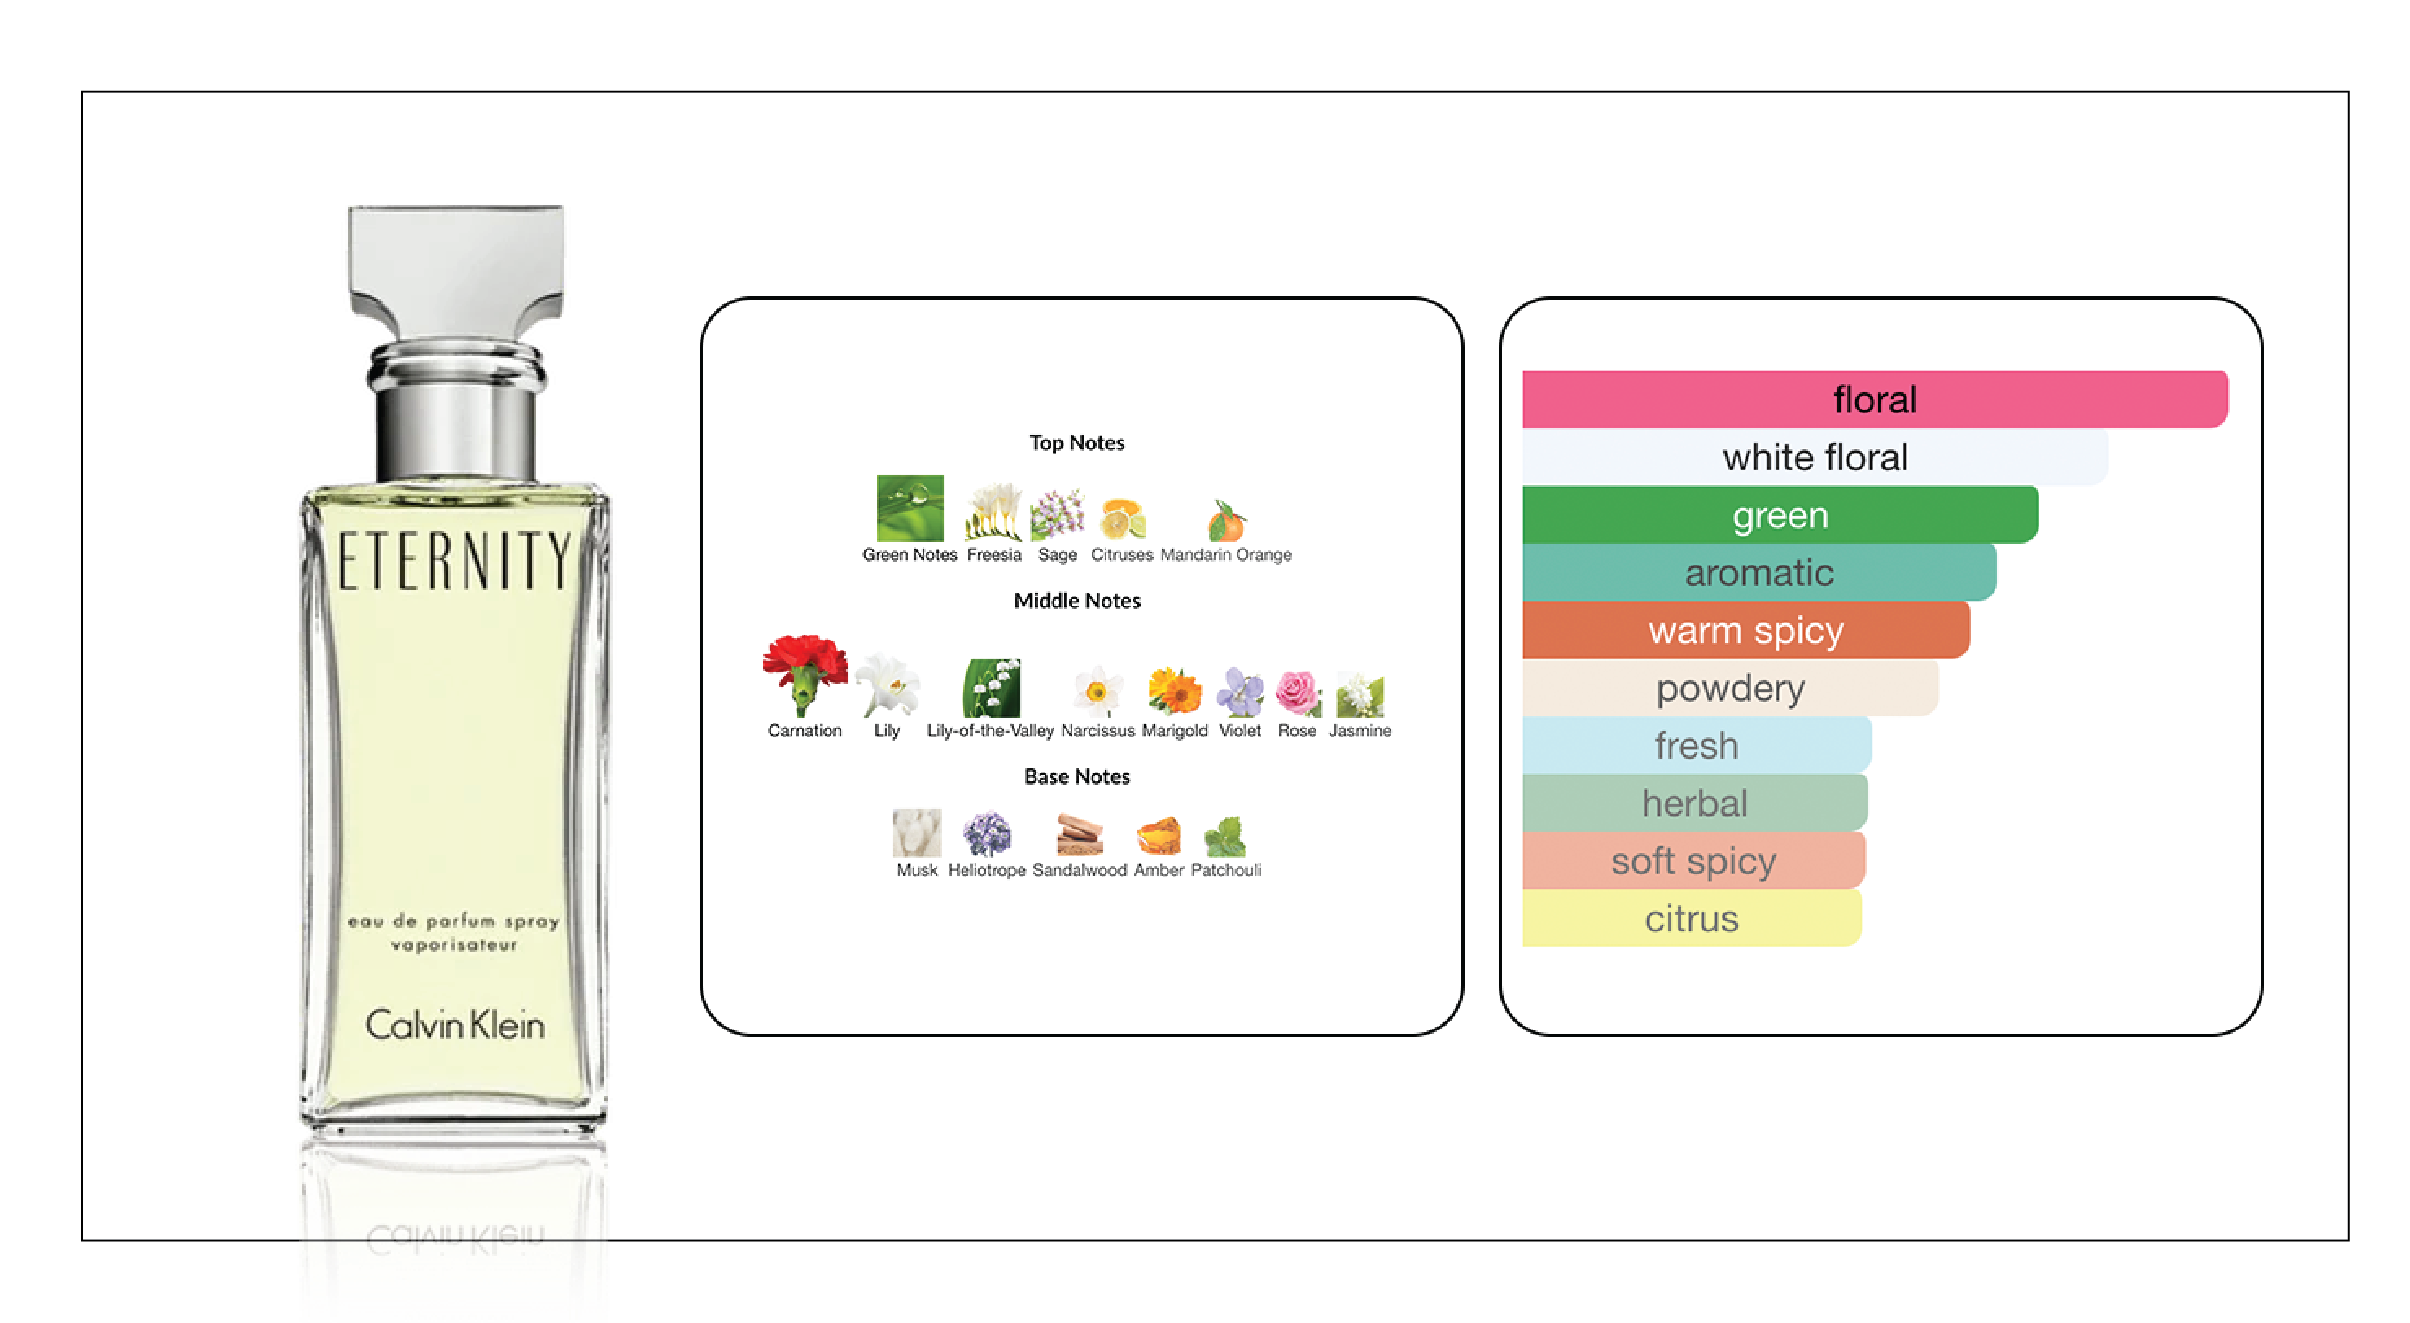 ETERNITY
eau de parfum spray
vaporisateur
Calvin Klein
Calvin Klein
Top Notes
Green Notes Freesia Sage Citruses Mandarin Orange
Middle Notes
Carnation Lily Lily-of-the-Valley Narcissus Marigold Violet Rose Jasmine
Base Notes
Musk Heliotrope Sandalwood Amber Patchouli
floral
white floral
green
aromatic
warm spicy
powdery
fresh
herbal
soft spicy
citrus